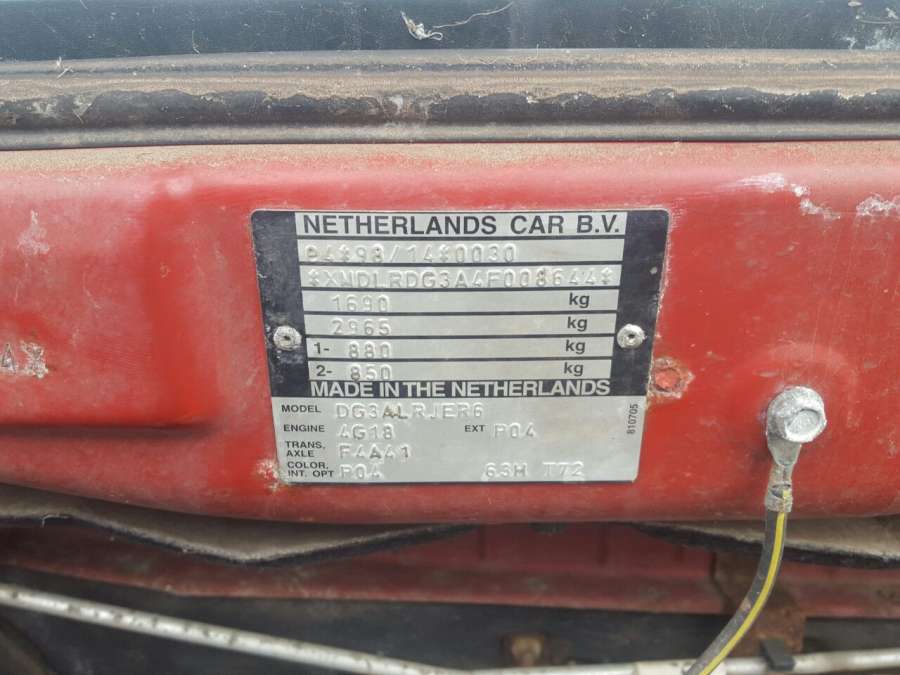 NETHERLANDS CAR B.V.
e4*98/14*0030
*XMDLRDG3A4F008644*
1690 kg
2965 kg
1- 880 kg
2- 850 kg
MADE IN THE NETHERLANDS
MODEL DG3ALRJER6
ENGINE 4G18 EXT P04
TRANS. AXLE F4A41
COLOR. INT. OPT P04 63H T72
810705